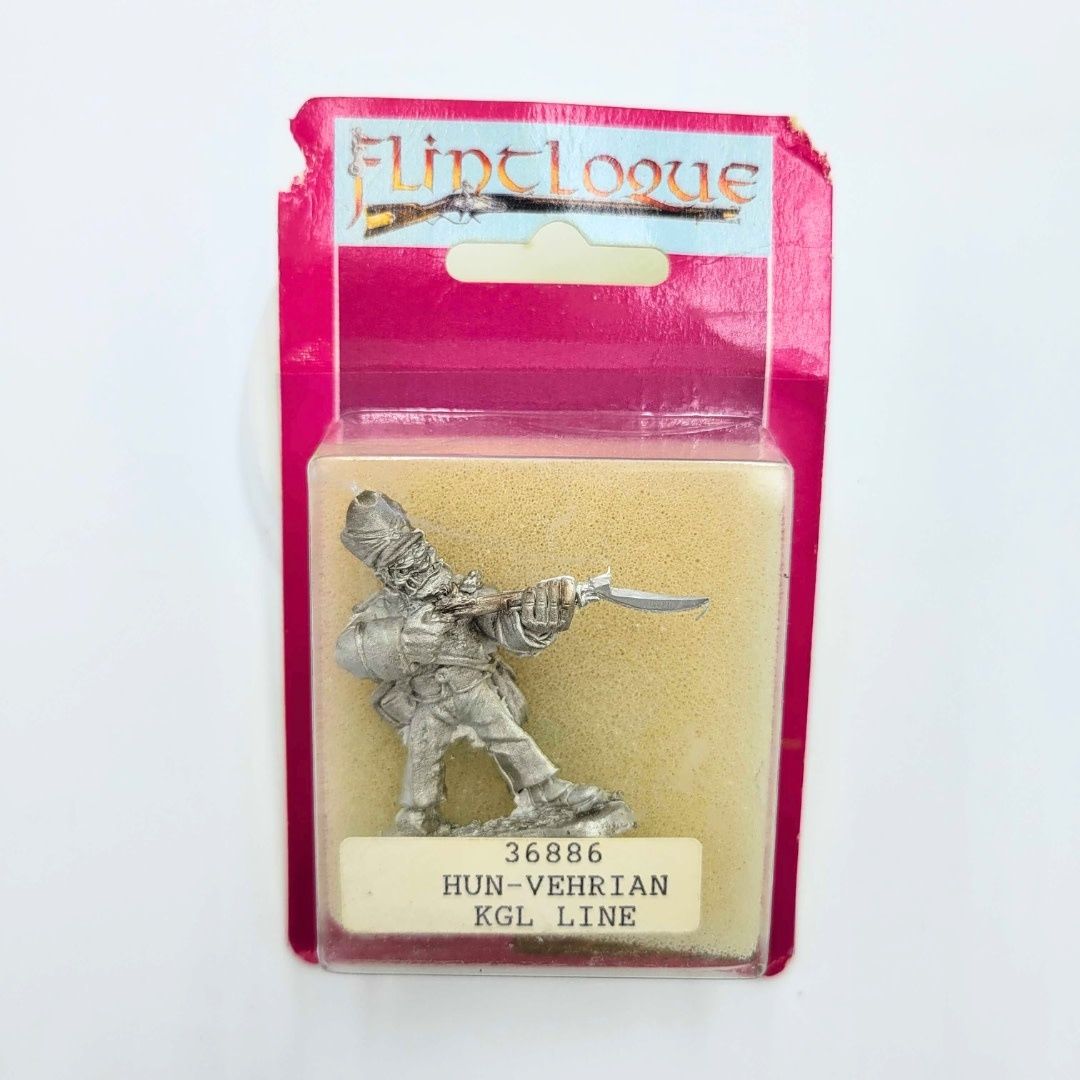 Flintloque
36886
HUN-VEHRIAN
KGL LINE